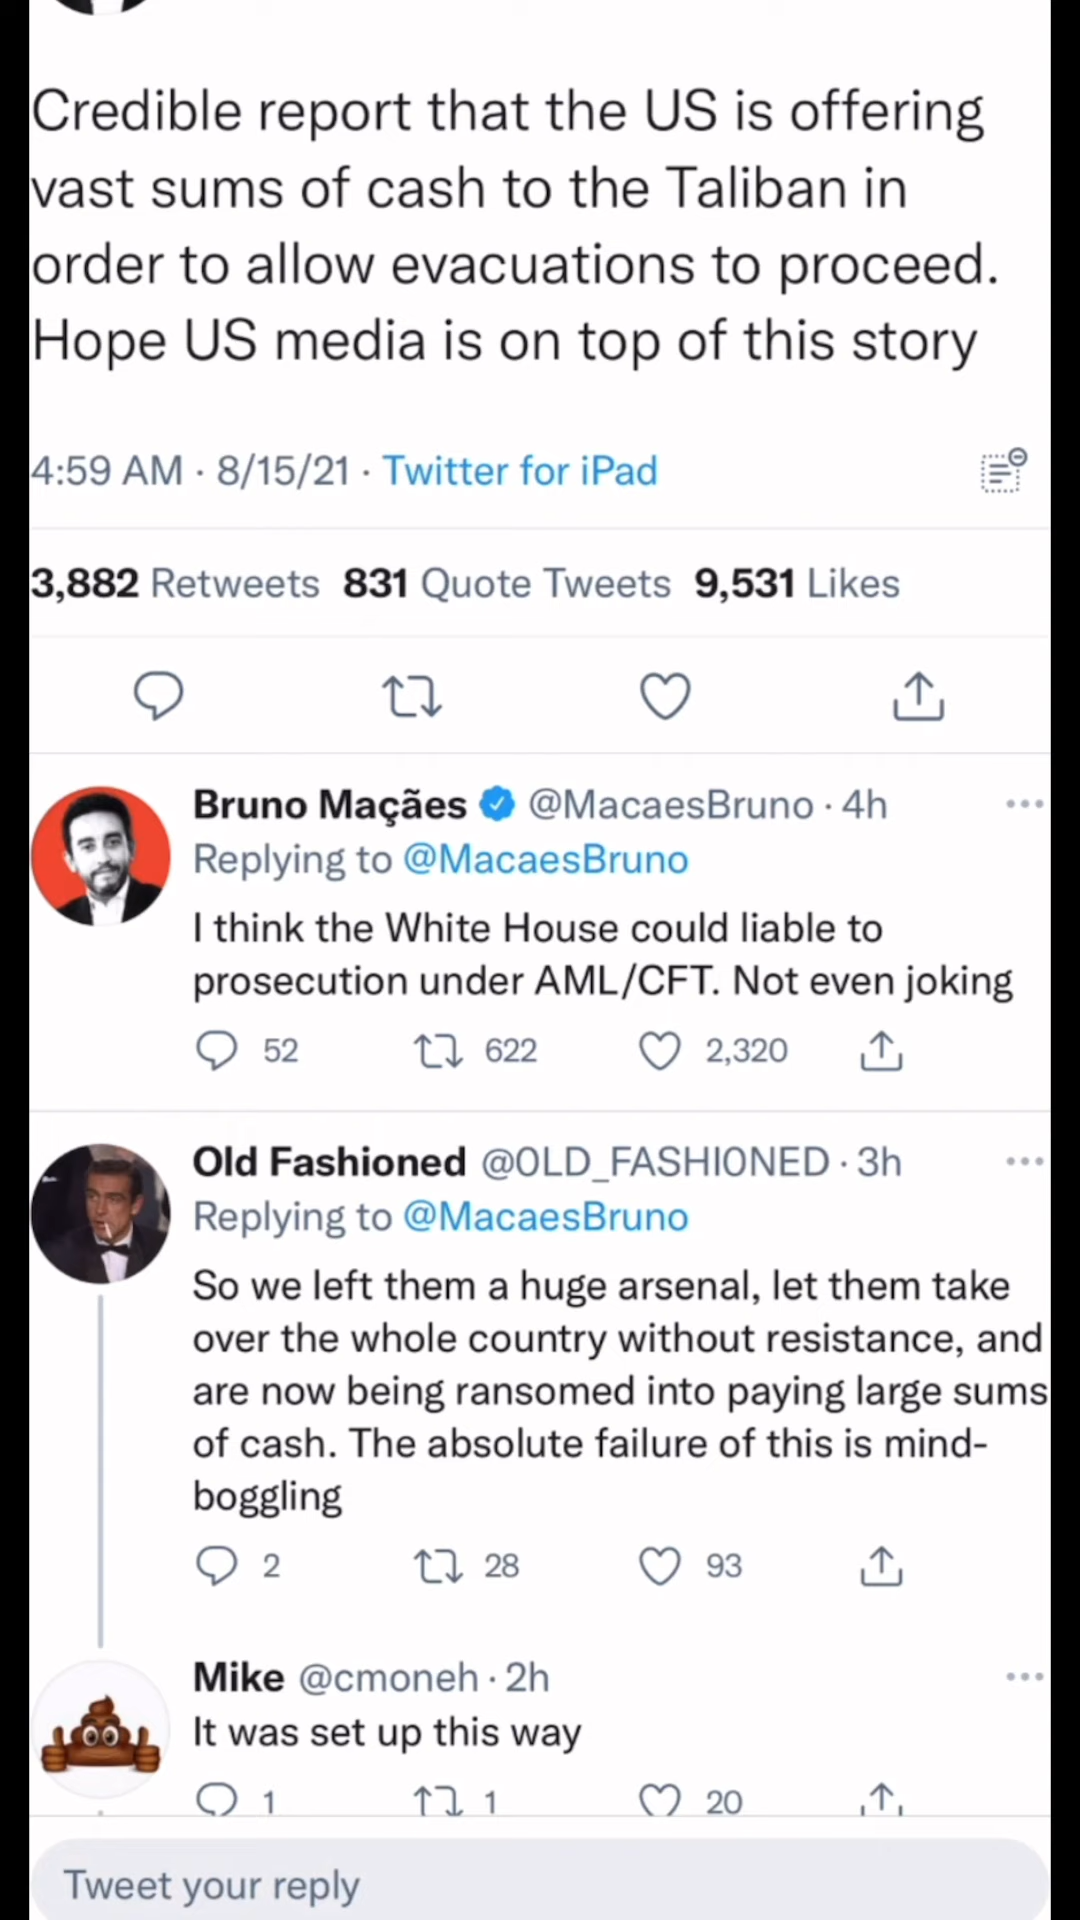 Credible report that the US is offering
vast sums of cash to the Taliban in
order to allow evacuations to proceed.
Hope US media is on top of this story
4:59 AM · 8/15/21 · Twitter for iPad
3,882 Retweets 831 Quote Tweets 9,531 Likes
Bruno Maçães @MacaesBruno · 4h
Replying to @MacaesBruno
I think the White House could liable to
prosecution under AML/CFT. Not even joking
52 622 2,320
Old Fashioned @OLD_FASHIONED · 3h
Replying to @MacaesBruno
So we left them a huge arsenal, let them take
over the whole country without resistance, and
are now being ransomed into paying large sums
of cash. The absolute failure of this is mind-
boggling
2 28 93
Mike @cmoneh · 2h
It was set up this way
1 1 20
Tweet your reply